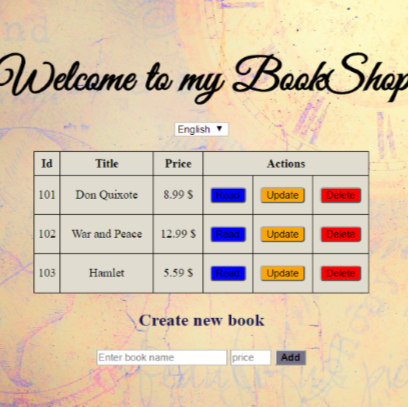 Welcome to my BookShop
English ▼
Id Title Price Actions
101 Don Quixote 8.99 $ Read Update Delete
102 War and Peace 12.99 $ Read Update Delete
103 Hamlet 5.59 $ Read Update Delete
Create new book
Enter book name price Add